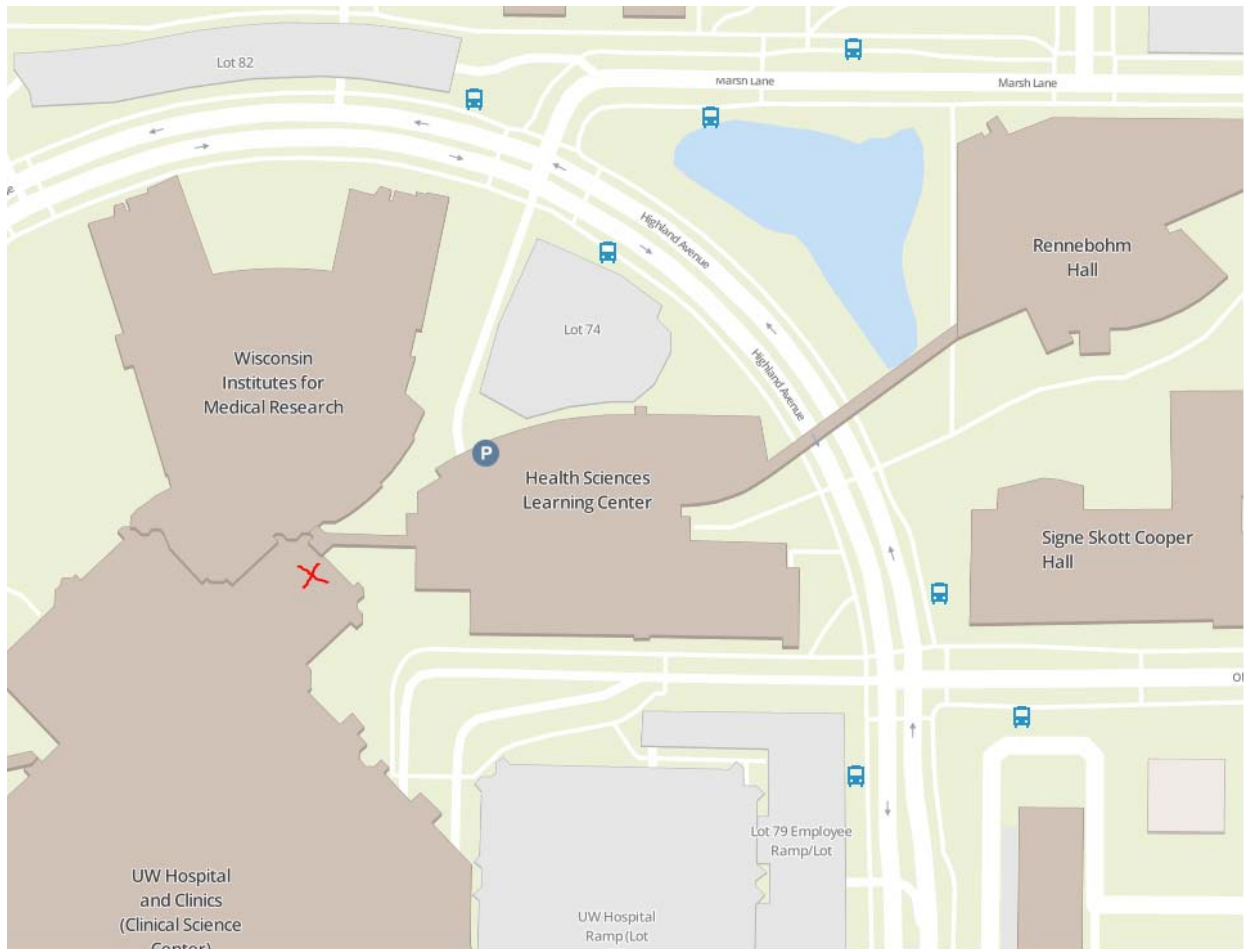 Lot 82
Marsh Lane
Marsh Lane
Highland Avenue
Rennebohm
Hall
Lot 74
Wisconsin
Institutes for
Medical Research
Highland Avenue
P
Health Sciences
Learning Center
Signe Skott Cooper
Hall
Lot 79 Employee
Ramp/Lot
UW Hospital
and Clinics
(Clinical Science
Center)
UW Hospital
Ramp (Lot